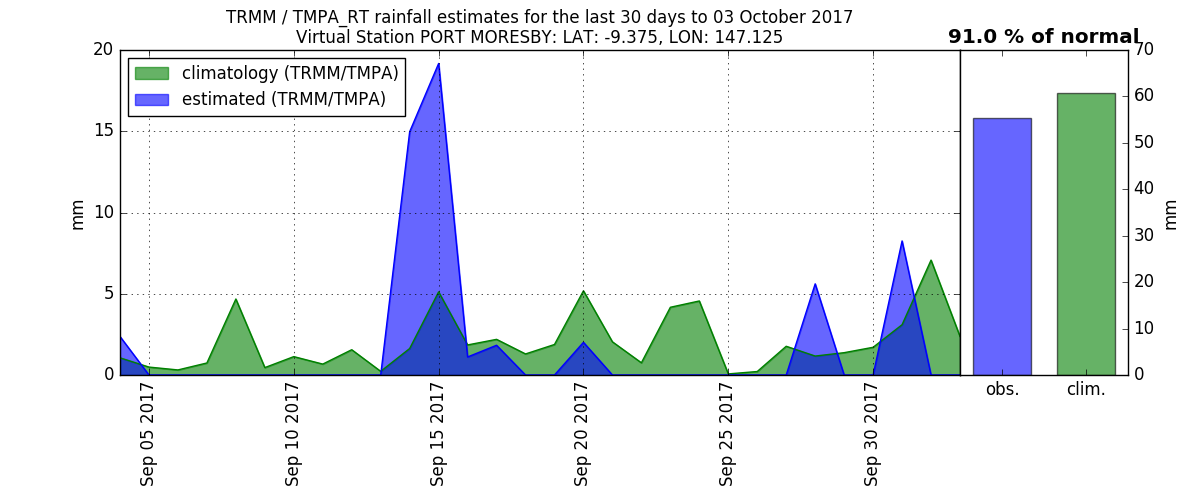 TRMM / TMPA_RT rainfall estimates for the last 30 days to 03 October 2017
Virtual Station PORT MORESBY: LAT: -9.375, LON: 147.125
91.0 % of normal
climatology (TRMM/TMPA)
estimated (TRMM/TMPA)
20
15
10
5
0
mm
Sep 05 2017
Sep 10 2017
Sep 15 2017
Sep 20 2017
Sep 25 2017
Sep 30 2017
obs.
clim.
70
60
50
40
30
20
10
0
mm